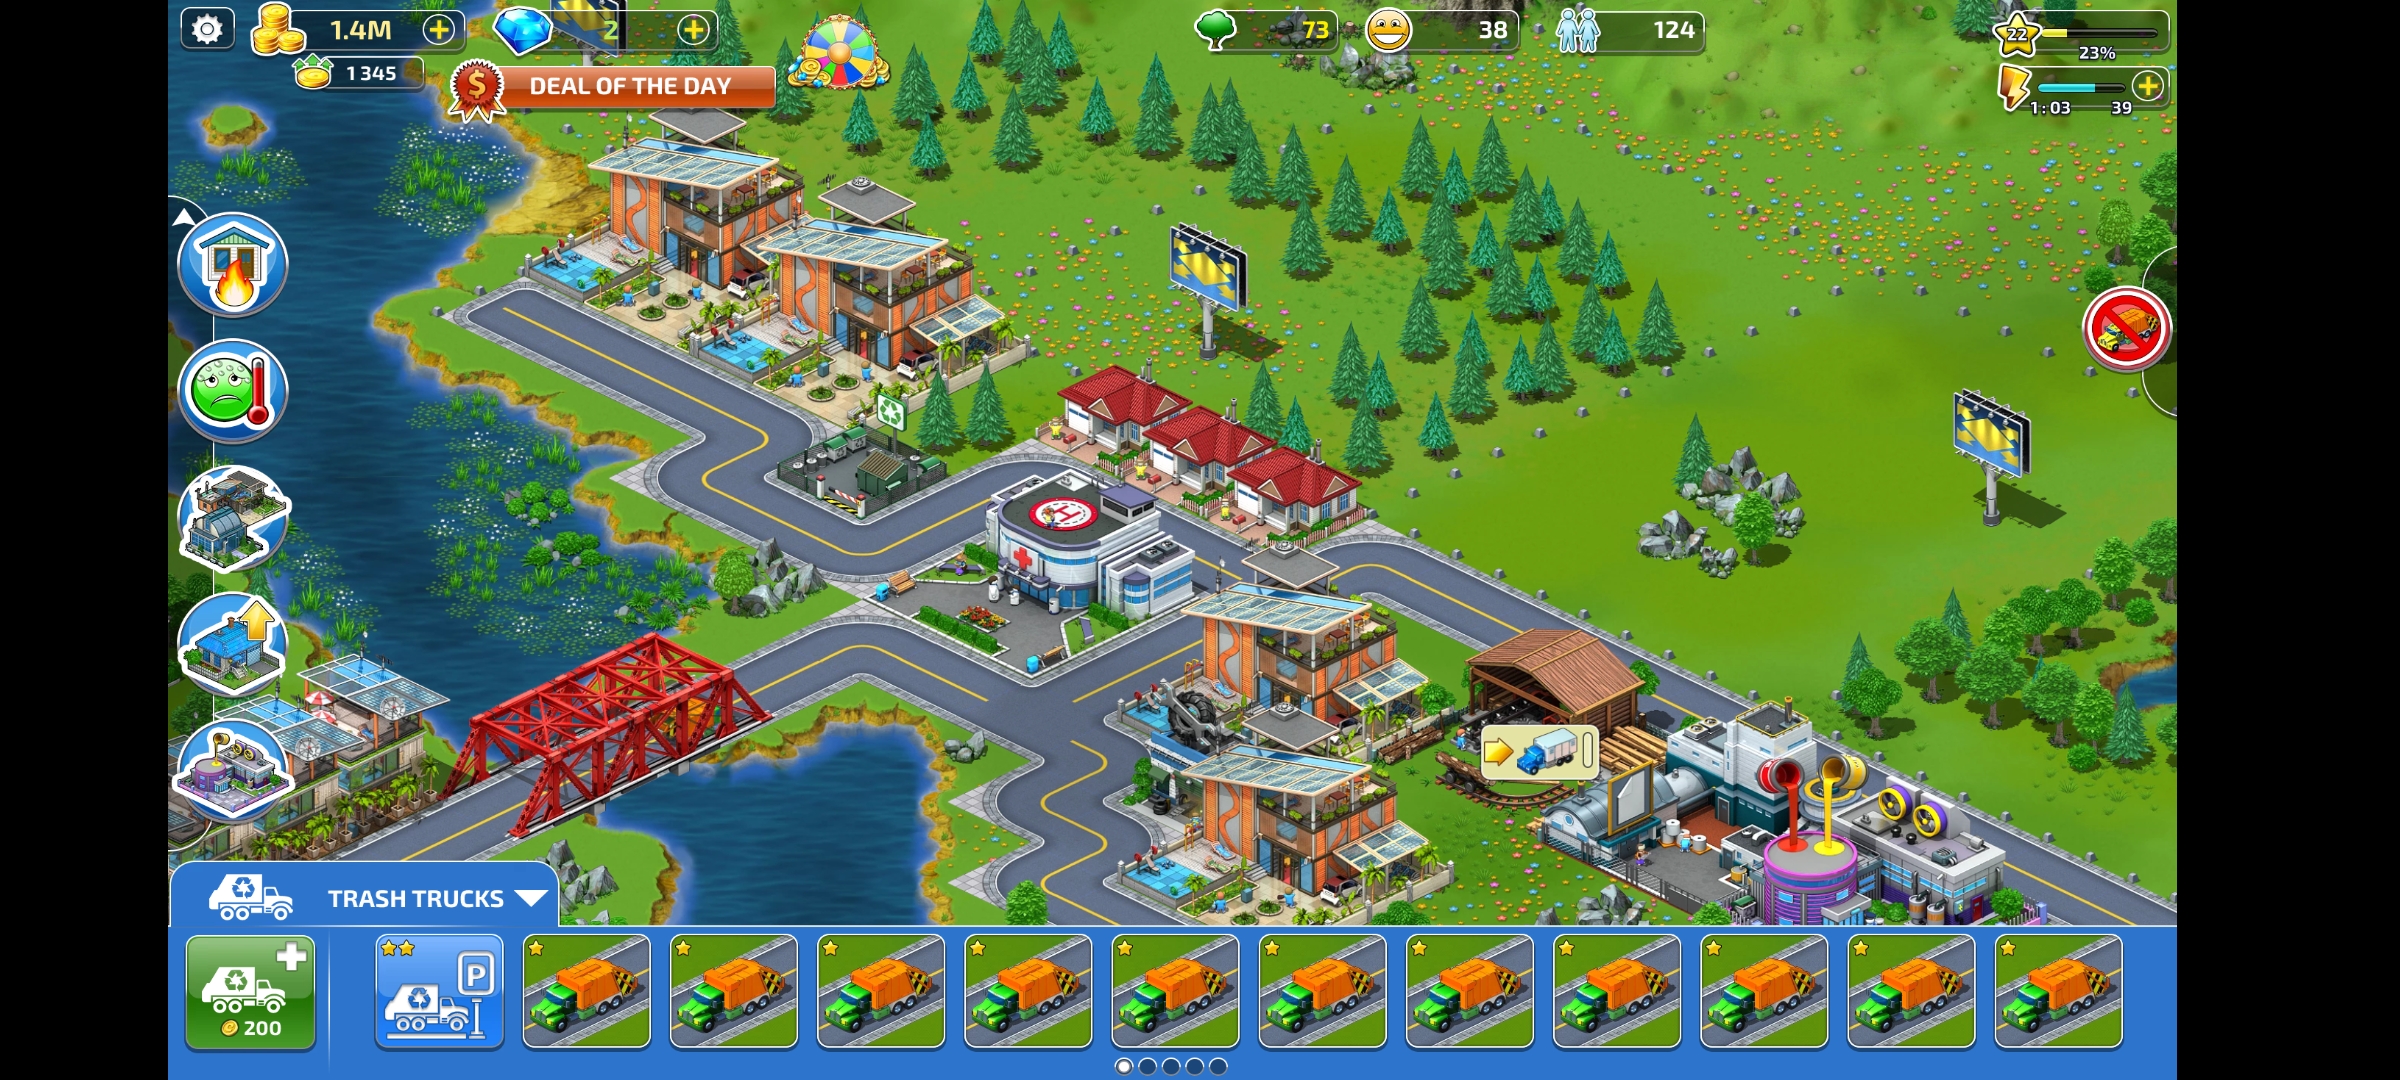 1.4M
2
73
38
124
22
23%
1 345
DEAL OF THE DAY
1:03
39
H
TRASH TRUCKS
P
200